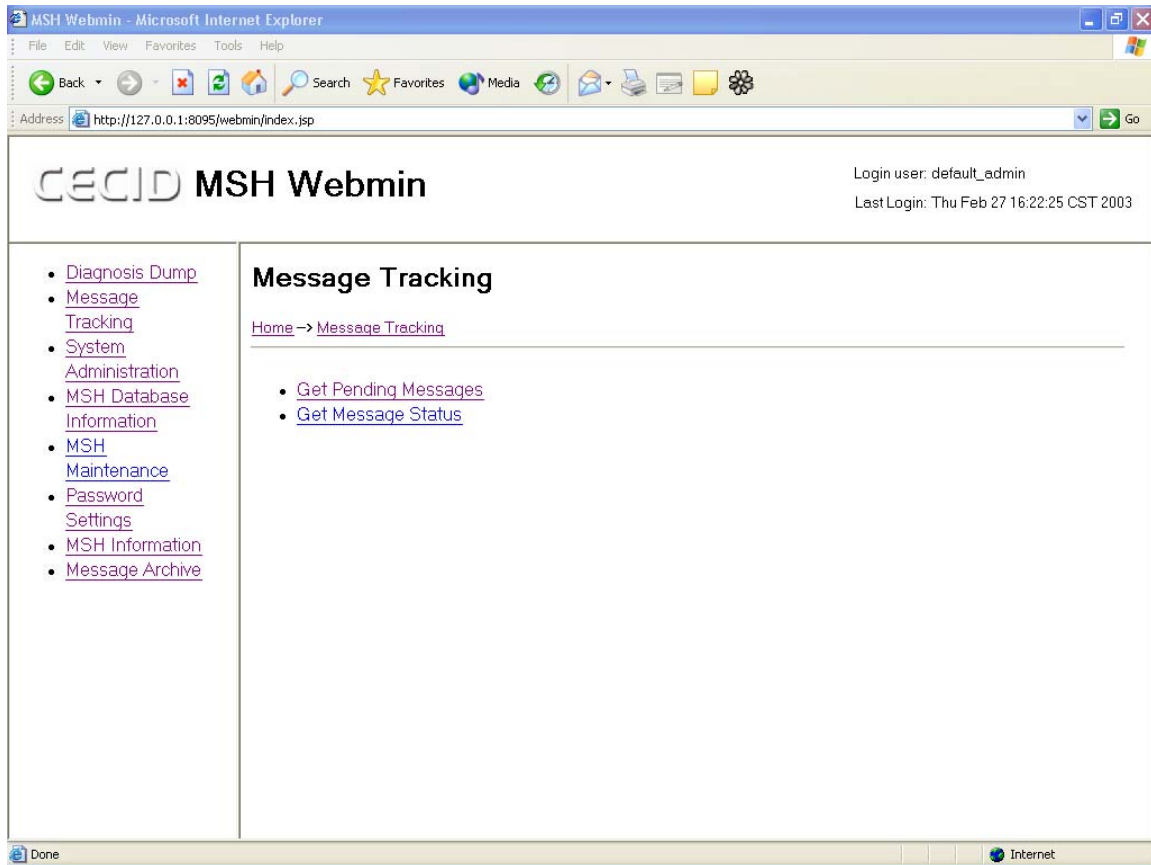 MSH Webmin - Microsoft Internet Explorer
File Edit View Favorites Tools Help
Back Search Favorites Media
Address http://127.0.0.1:8095/webmin/index.jsp Go
CECID MSH Webmin
Login user: default_admin
Last Login: Thu Feb 27 16:22:25 CST 2003
Diagnosis Dump
Message
Tracking
System
Administration
MSH Database
Information
MSH
Maintenance
Password
Settings
MSH Information
Message Archive
Message Tracking
Home --> Message Tracking
Get Pending Messages
Get Message Status
Done Internet